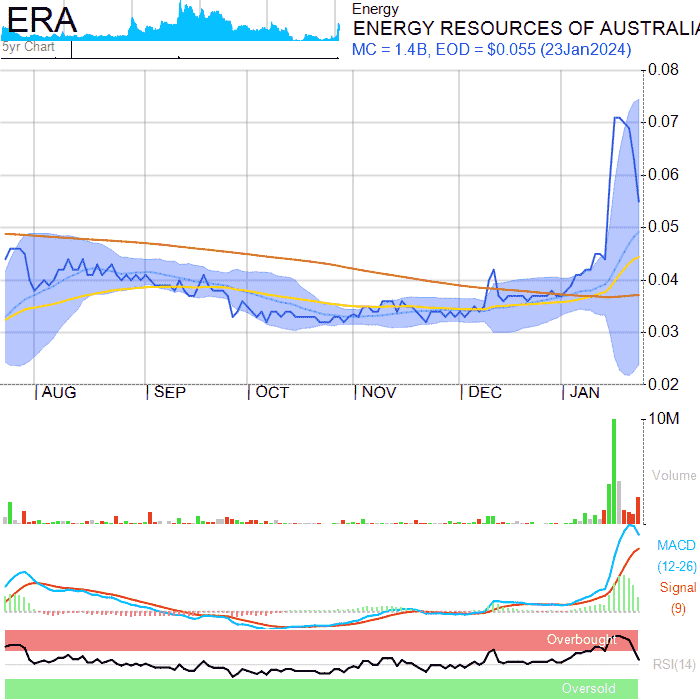 ERA
5yr Chart
Energy
ENERGY RESOURCES OF AUSTRALIA
MC = 1.4B, EOD = $0.055 (23Jan2024)
0.08
0.07
0.06
0.05
0.04
0.03
0.02
AUG SEP OCT NOV DEC JAN
10M
Volume
MACD
(12-26)
Signal
(9)
Overbought
RSI(14)
Oversold